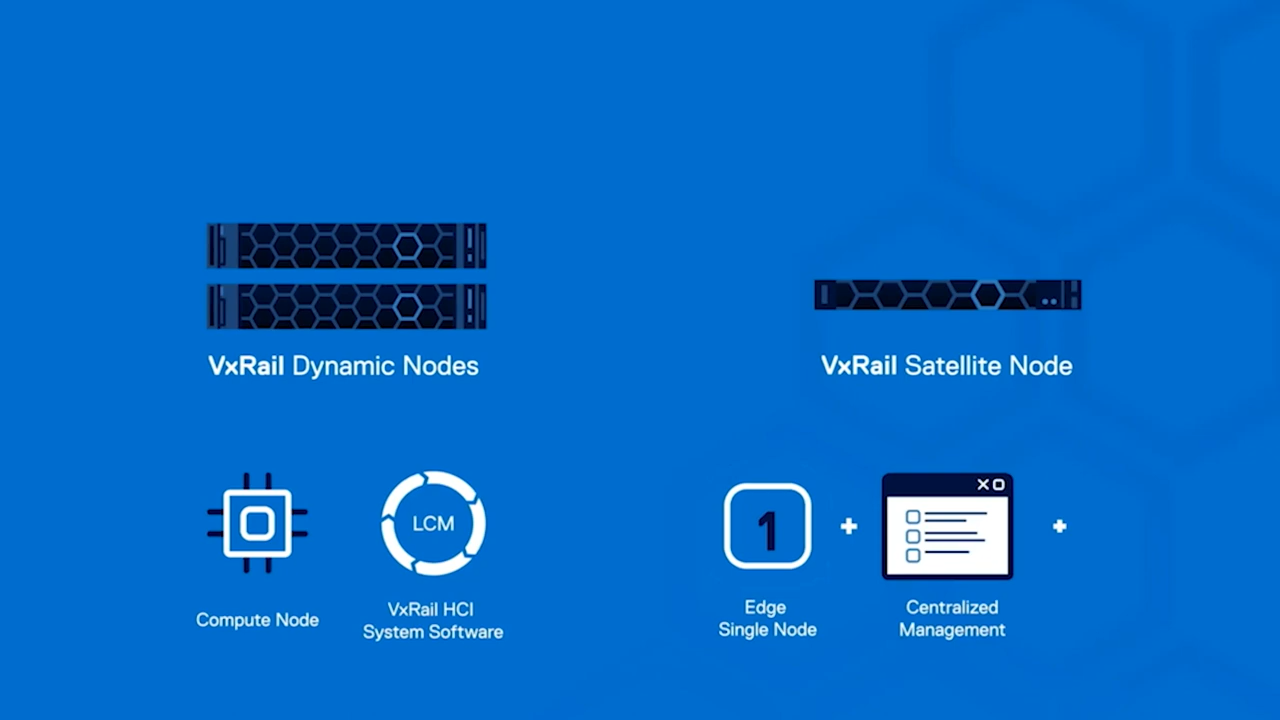 VxRail Dynamic Nodes
VxRail Satellite Node
LCM
1
Compute Node
VxRail HCI
System Software
Edge
Single Node
Centralized
Management